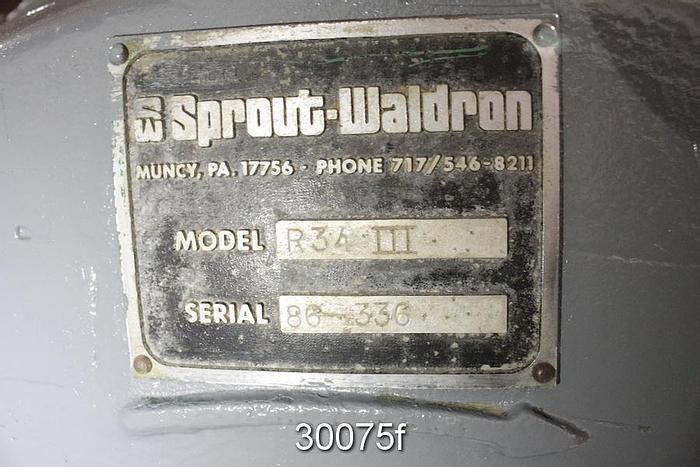 SW Sprout-Waldron
MUNCY, PA. 17756 · PHONE 717/546-8211
MODEL R34 III
SERIAL 86-336
30075f